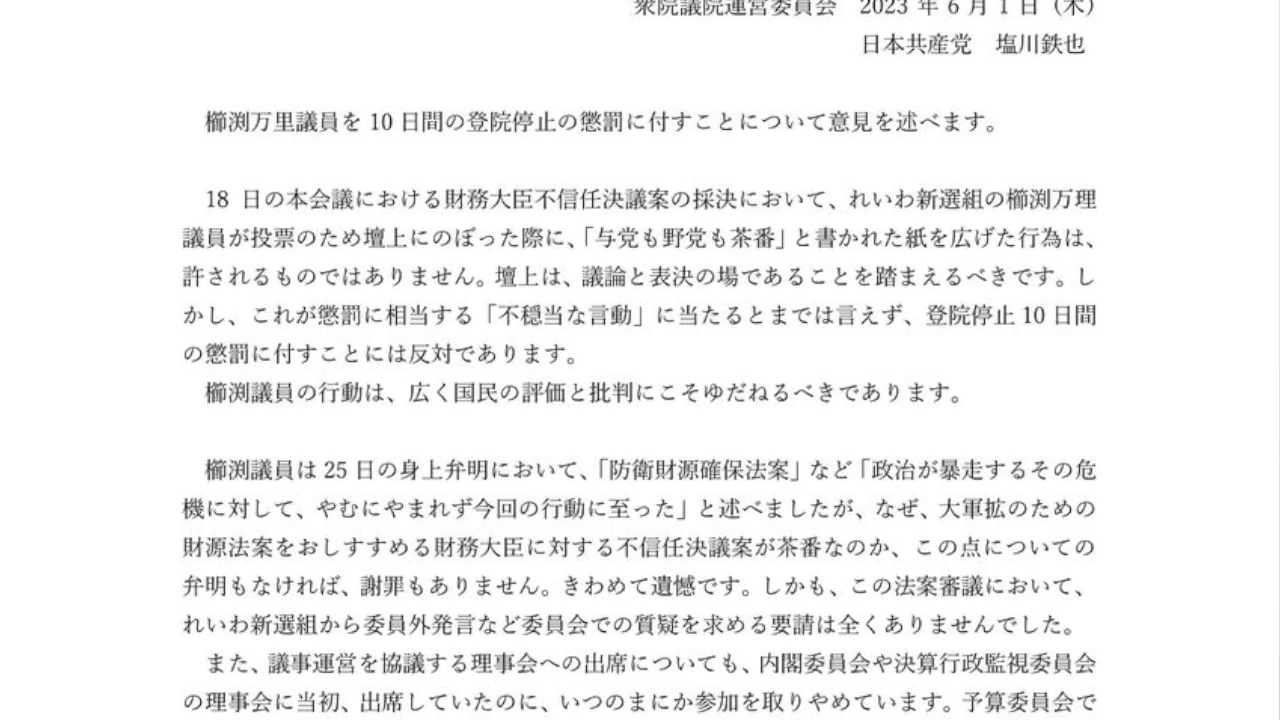 衆院議院運営委員会 2023 年 6 月 1 日（木）
日本共産党 塩川鉄也
櫛渕万里議員を 10 日間の登院停止の懲罰に付すことについて意見を述べます。
18 日の本会議における財務大臣不信任決議案の採決において、れいわ新選組の櫛渕万理
議員が投票のため壇上にのぼった際に、「与党も野党も茶番」と書かれた紙を広げた行為は、
許されるものではありません。壇上は、議論と表決の場であることを踏まえるべきです。し
かし、これが懲罰に相当する「不穏当な言動」に当たるとまでは言えず、登院停止 10 日間
の懲罰に付すことには反対であります。
櫛渕議員の行動は、広く国民の評価と批判にこそゆだねるべきであります。
櫛渕議員は 25 日の身上弁明において、「防衛財源確保法案」など「政治が暴走するその危
機に対して、やむにやまれず今回の行動に至った」と述べましたが、なぜ、大軍拡のための
財源法案をおしすすめる財務大臣に対する不信任決議案が茶番なのか、この点についての
弁明もなければ、謝罪もありません。きわめて遺憾です。しかも、この法案審議において、
れいわ新選組から委員外発言など委員会での質疑を求める要請は全くありませんでした。
また、議事運営を協議する理事会への出席についても、内閣委員会や決算行政監視委員会
の理事会に当初、出席していたのに、いつのまにか参加を取りやめています。予算委員会で